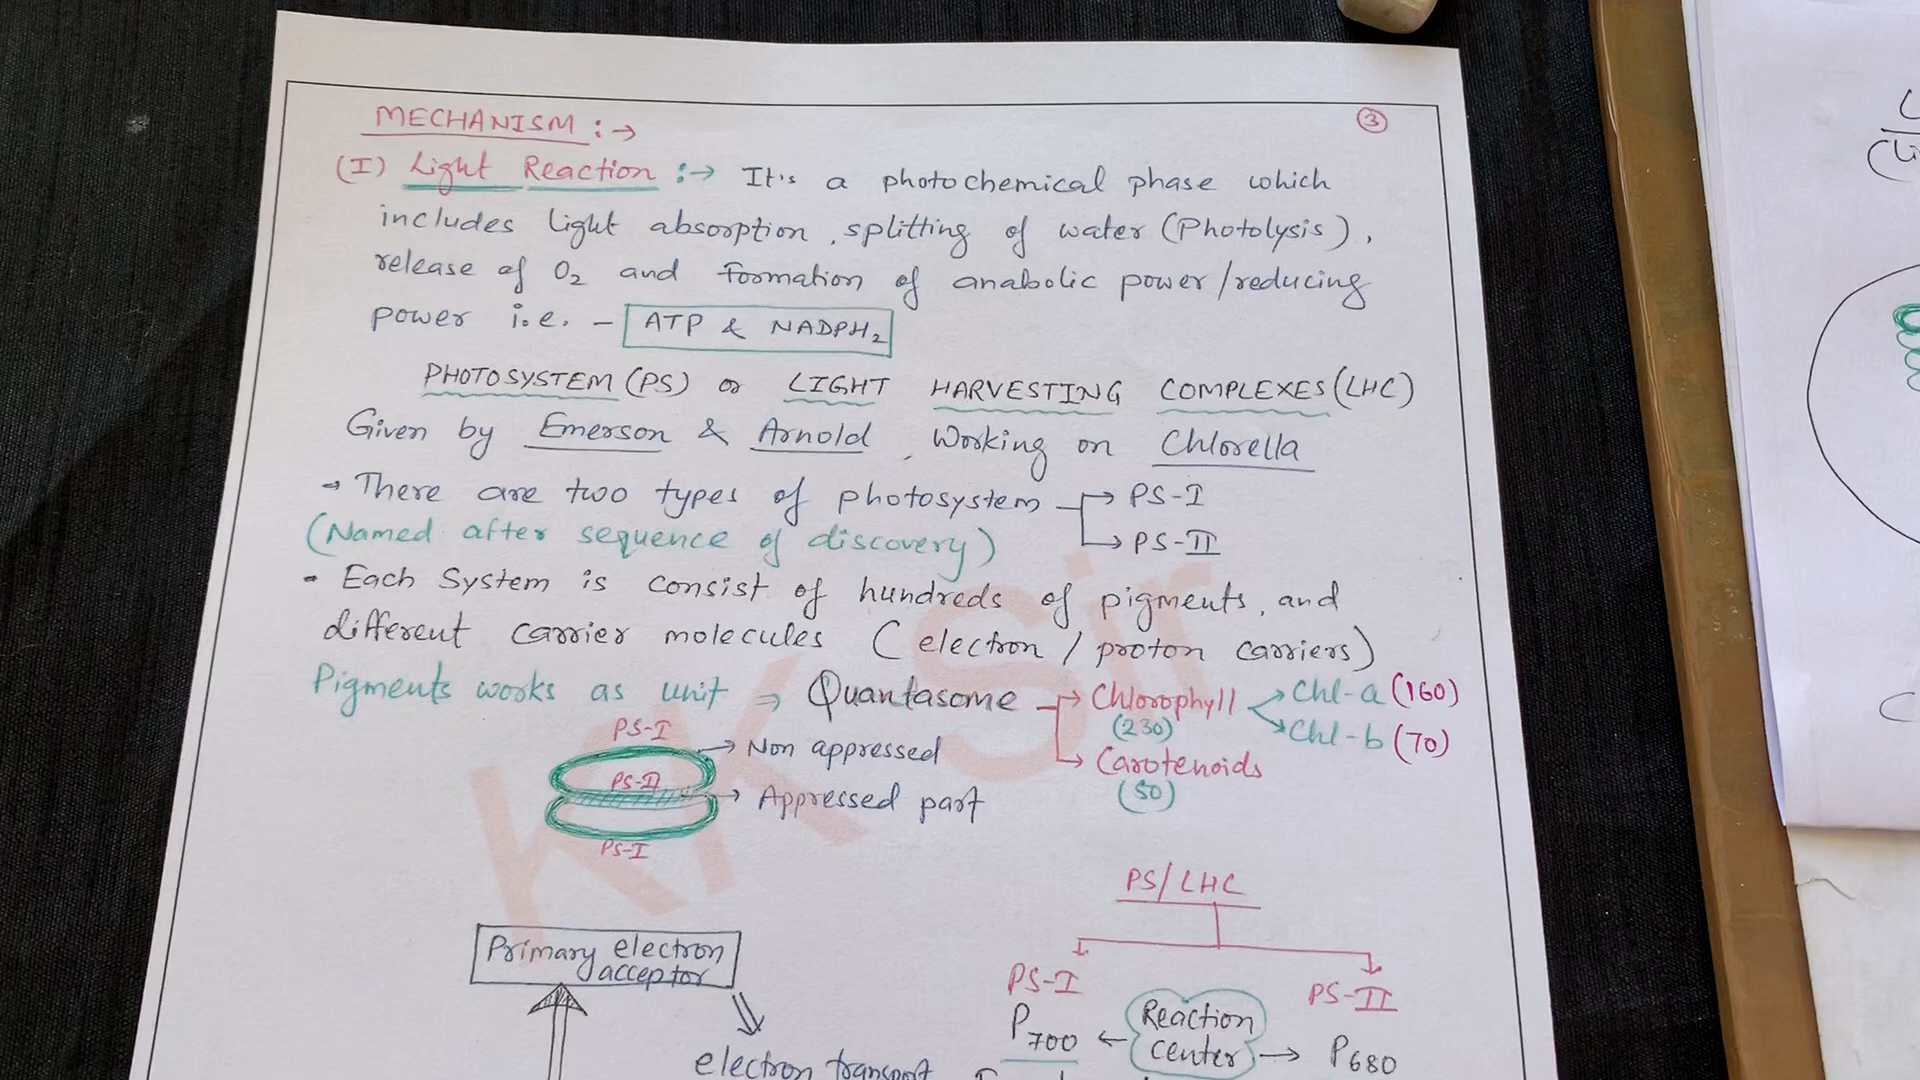 MECHANISM :→
3
(I) Light Reaction :→ It's a photochemical phase which
includes light absorption, splitting of water (Photolysis),
release of O₂ and formation of anabolic power/reducing
power i.e. – ATP & NADPH₂
PHOTOSYSTEM (PS) or LIGHT HARVESTING COMPLEXES (LHC)
Given by Emerson & Arnold, Working on Chlorella
→ There are two types of photosystem → PS-I
→ PS-II
(Named after sequence of discovery)
- Each System is consist of hundreds of pigments, and
different carrier molecules (electron / proton carriers)
Pigments works as unit ⇒ Quantasome → Chlorophyll → Chl-a (160)
(230) → Chl-b (70)
→ Carotenoids
(50)
PS-I
→ Non appressed
PS-II
→ Appressed part
PS-I
KK Sir
PS/LHC
PS-I
PS-II
Primary electron
acceptor
P700 ← Reaction
center → P680
electron transport